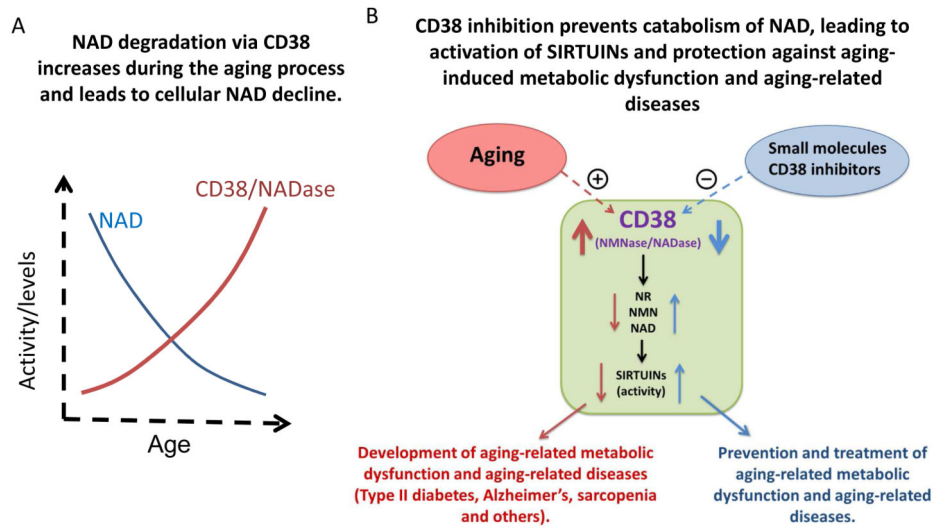 A
NAD degradation via CD38
increases during the aging process
and leads to cellular NAD decline.
CD38/NADase
NAD
Activity/levels
Age
B
CD38 inhibition prevents catabolism of NAD, leading to
activation of SIRTUINs and protection against aging-
induced metabolic dysfunction and aging-related
diseases
Aging
Small molecules
CD38 inhibitors
+
−
CD38
(NMNase/NADase)
NR
NMN
NAD
SIRTUINs
(activity)
Development of aging-related metabolic
dysfunction and aging-related diseases
(Type II diabetes, Alzheimer’s, sarcopenia
and others).
Prevention and treatment of
aging-related metabolic
dysfunction and aging-related
diseases.